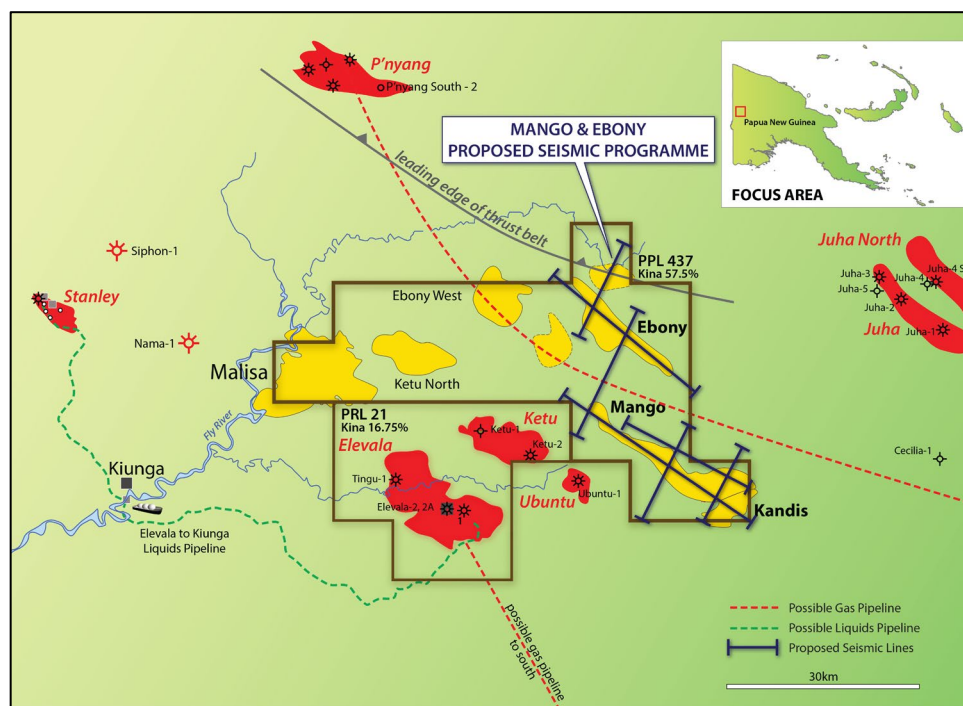 P'nyang
P'nyang South - 2
MANGO & EBONY
PROPOSED SEISMIC PROGRAMME
Papua New Guinea
FOCUS AREA
leading edge of thrust belt
Siphon-1
Juha North
Juha-3
Juha-4
Juha-4 S
Juha-5
Juha-2
Juha
Juha-1
PPL 437
Kina 57.5%
Stanley
Ebony West
Ebony
Nama-1
Malisa
Ketu North
Mango
Fly River
PRL 21
Kina 16.75%
Elevala
Ketu
Ketu-1
Ketu-2
Cecilia-1
Kiunga
Tingu-1
Ubuntu
Ubuntu-1
Elevala-2, 2A
1
Kandis
Elevala to Kiunga
Liquids Pipeline
possible gas pipeline
to south
Possible Gas Pipeline
Possible Liquids Pipeline
Proposed Seismic Lines
30km